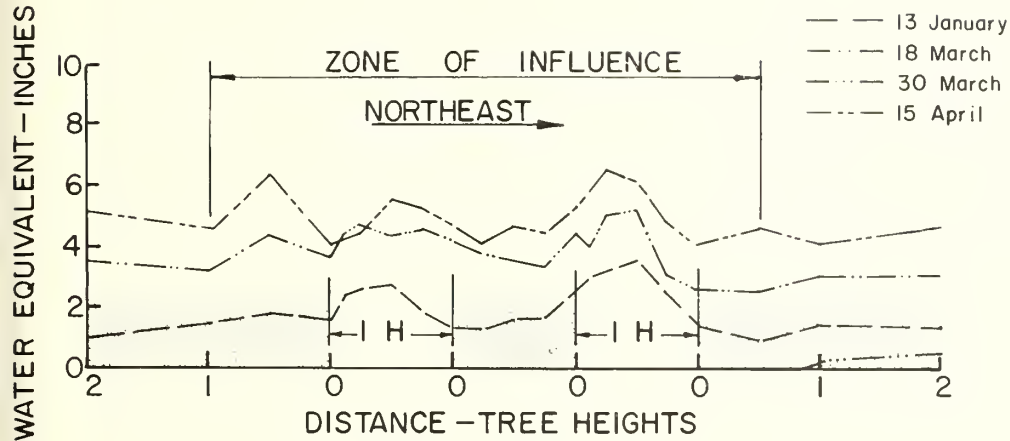 13 January
18 March
30 March
15 April
ZONE OF INFLUENCE
NORTHEAST
WATER EQUIVALENT—INCHES
10
8
6
4
2
0
1 H
1 H
2 1 0 0 0 0 1 2
DISTANCE—TREE HEIGHTS